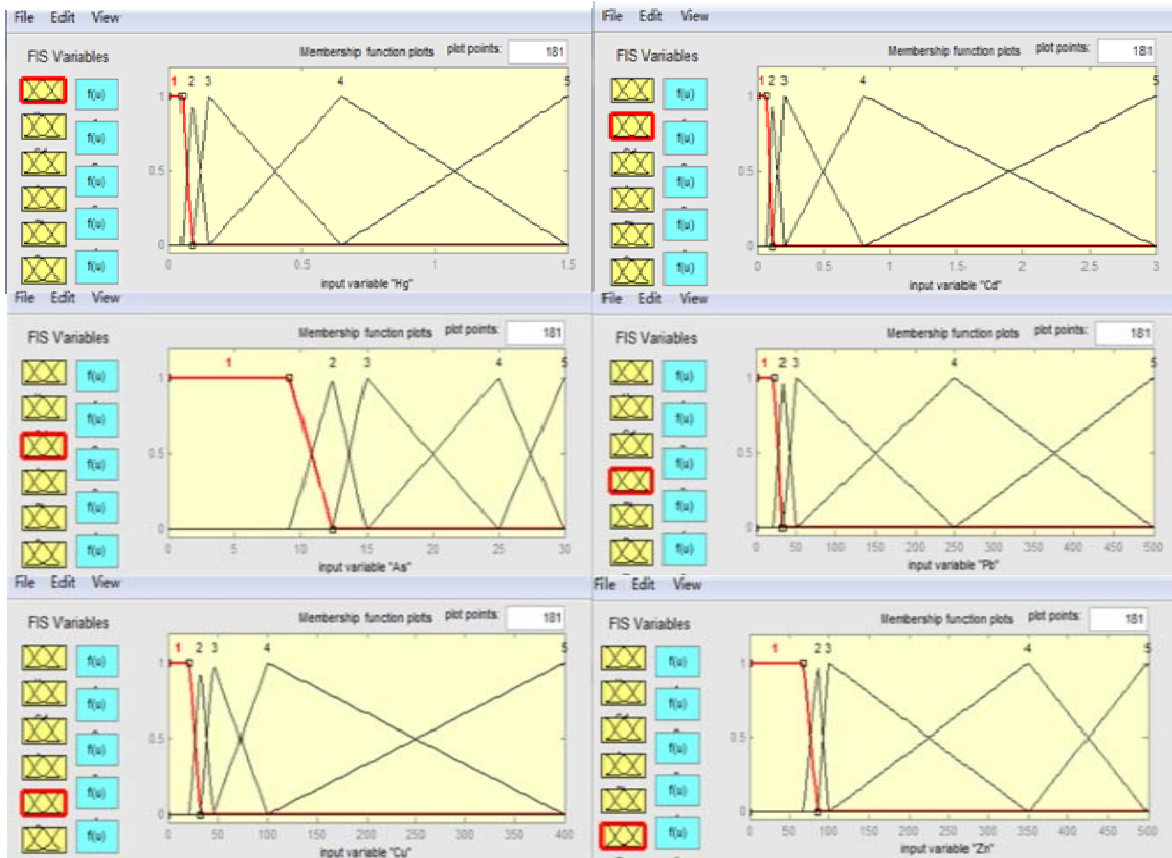 File Edit View
FIS Variables
Membership function plots plot points: 181
f(u)
f(u)
f(u)
f(u)
f(u)
1 2 3 4 5
1
0.5
0
0 0.5 1 1.5
input variable "Hg"
File Edit View
FIS Variables
Membership function plots plot points: 181
f(u)
f(u)
f(u)
f(u)
f(u)
1 2 3 4 5
1
0.5
0
0 0.5 1 1.5 2 2.5 3
input variable "Cd"
File Edit View
FIS Variables
Membership function plots plot points: 181
f(u)
f(u)
f(u)
f(u)
f(u)
1 2 3 4 5
1
0.5
0
0 5 10 15 20 25 30
input variable "As"
File Edit View
FIS Variables
Membership function plots plot points: 181
f(u)
f(u)
f(u)
f(u)
f(u)
1 2 3 4 5
1
0.5
0
0 50 100 150 200 250 300 350 400 450 500
input variable "Pb"
File Edit View
FIS Variables
Membership function plots plot points: 181
f(u)
f(u)
f(u)
f(u)
f(u)
1 2 3 4 5
1
0.5
0
0 50 100 150 200 250 300 350 400
input variable "Cu"
File Edit View
FIS Variables
Membership function plots plot points: 181
f(u)
f(u)
f(u)
f(u)
f(u)
1 2 3 4 5
1
0.5
0
0 50 100 150 200 250 300 350 400 450 500
input variable "Zn"